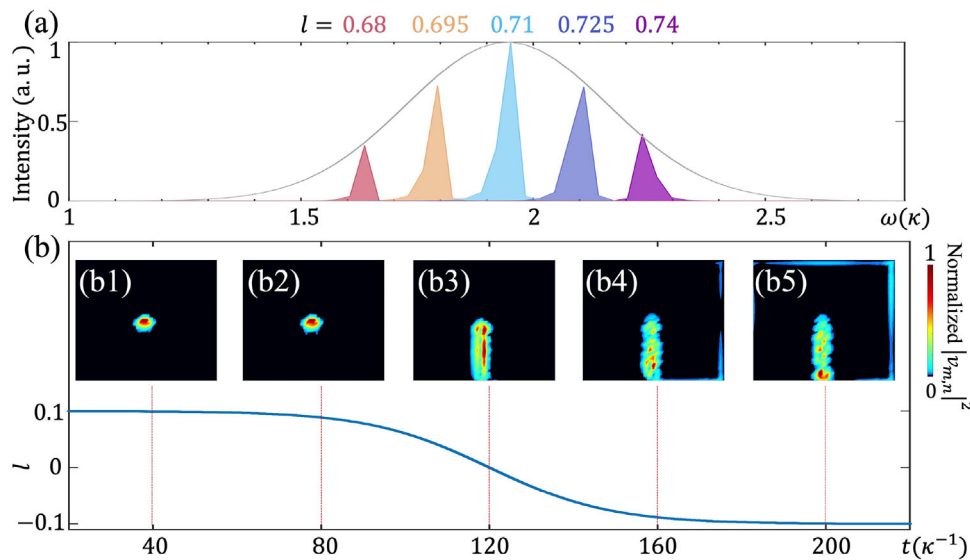 (a)
l = 0.68 0.695 0.71 0.725 0.74
Intensity (a. u.)
1
0.5
0
1 1.5 2 2.5 ω(κ)
(b)
(b1) (b2) (b3) (b4) (b5)
1
0
Normalized |v_{m,n}|²
l
0.1
0
−0.1
40 80 120 160 200 t(κ⁻¹)